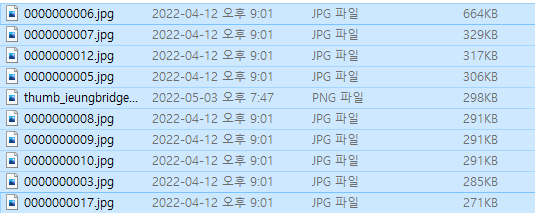 0000000006.jpg 2022-04-12 오후 9:01 JPG 파일 664KB
0000000007.jpg 2022-04-12 오후 9:01 JPG 파일 329KB
0000000012.jpg 2022-04-12 오후 9:01 JPG 파일 317KB
0000000005.jpg 2022-04-12 오후 9:01 JPG 파일 306KB
thumb_ieungbridge... 2022-05-03 오후 7:47 PNG 파일 298KB
0000000008.jpg 2022-04-12 오후 9:01 JPG 파일 291KB
0000000009.jpg 2022-04-12 오후 9:01 JPG 파일 291KB
0000000010.jpg 2022-04-12 오후 9:01 JPG 파일 291KB
0000000003.jpg 2022-04-12 오후 9:01 JPG 파일 285KB
0000000017.jpg 2022-04-12 오후 9:01 JPG 파일 271KB